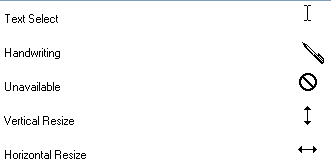 Text Select
Handwriting
Unavailable
Vertical Resize
Horizontal Resize